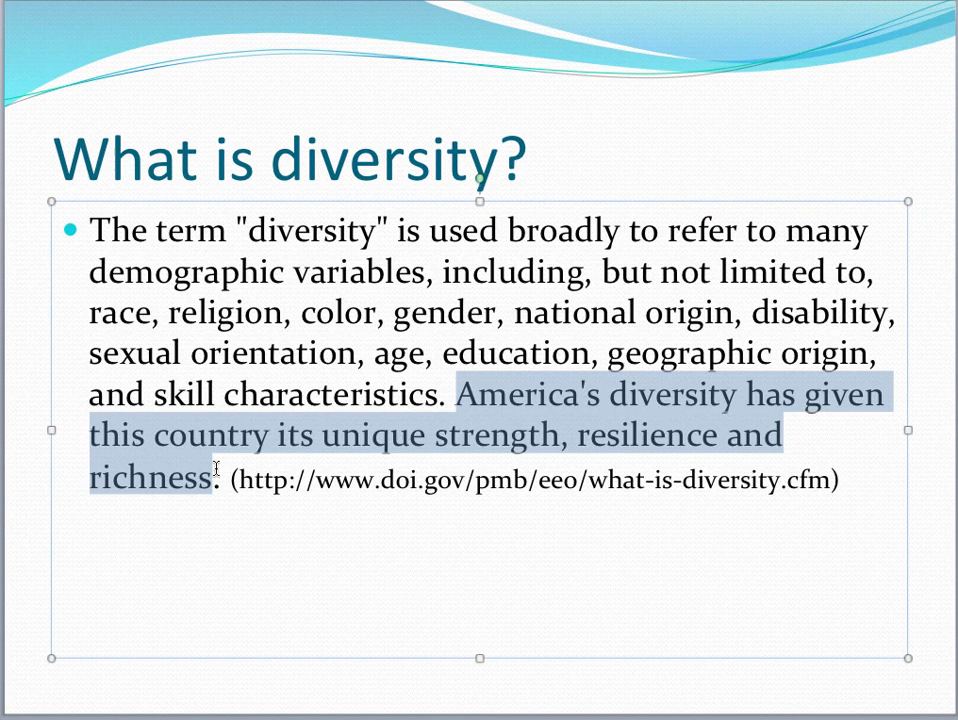 What is diversity?
The term "diversity" is used broadly to refer to many
demographic variables, including, but not limited to,
race, religion, color, gender, national origin, disability,
sexual orientation, age, education, geographic origin,
and skill characteristics. America's diversity has given
this country its unique strength, resilience and
richness. (http://www.doi.gov/pmb/eeo/what-is-diversity.cfm)